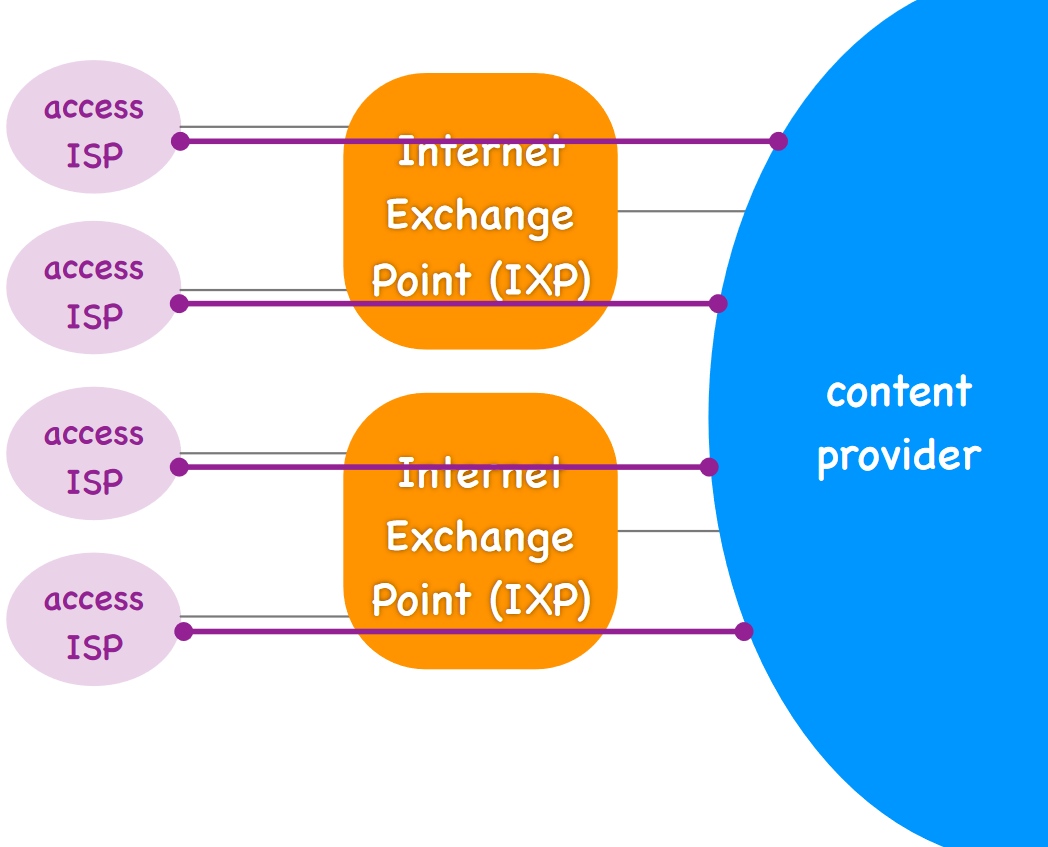 access
ISP
access
ISP
access
ISP
access
ISP
Internet
Exchange
Point (IXP)
Internet
Exchange
Point (IXP)
content
provider